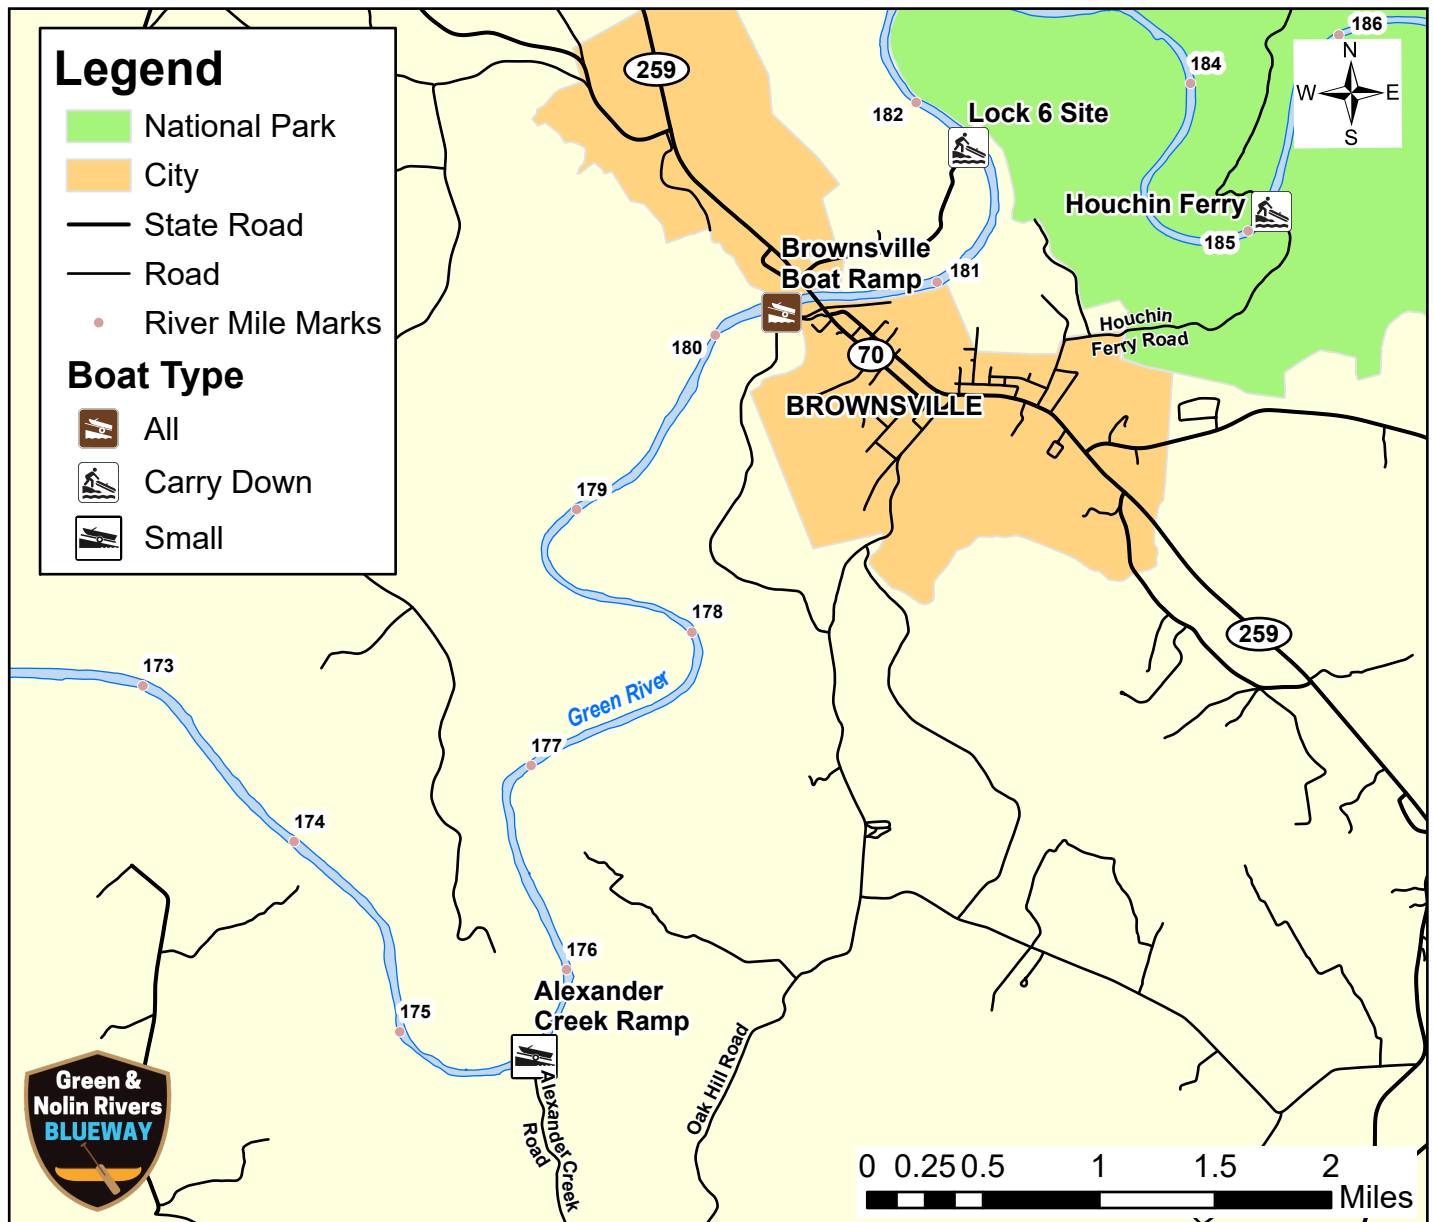 Legend
National Park
City
State Road
Road
River Mile Marks
Boat Type
All
Carry Down
Small
259
186
N
W
E
S
184
182
Lock 6 Site
Houchin Ferry
185
Brownsville
Boat Ramp
181
180
Houchin
Ferry Road
70
BROWNSVILLE
179
178
259
173
Green River
177
174
176
Alexander
Creek Ramp
175
Alexander Creek
Road
Oak Hill Road
Green &
Nolin Rivers
BLUEWAY
0 0.25 0.5 1 1.5 2
Miles